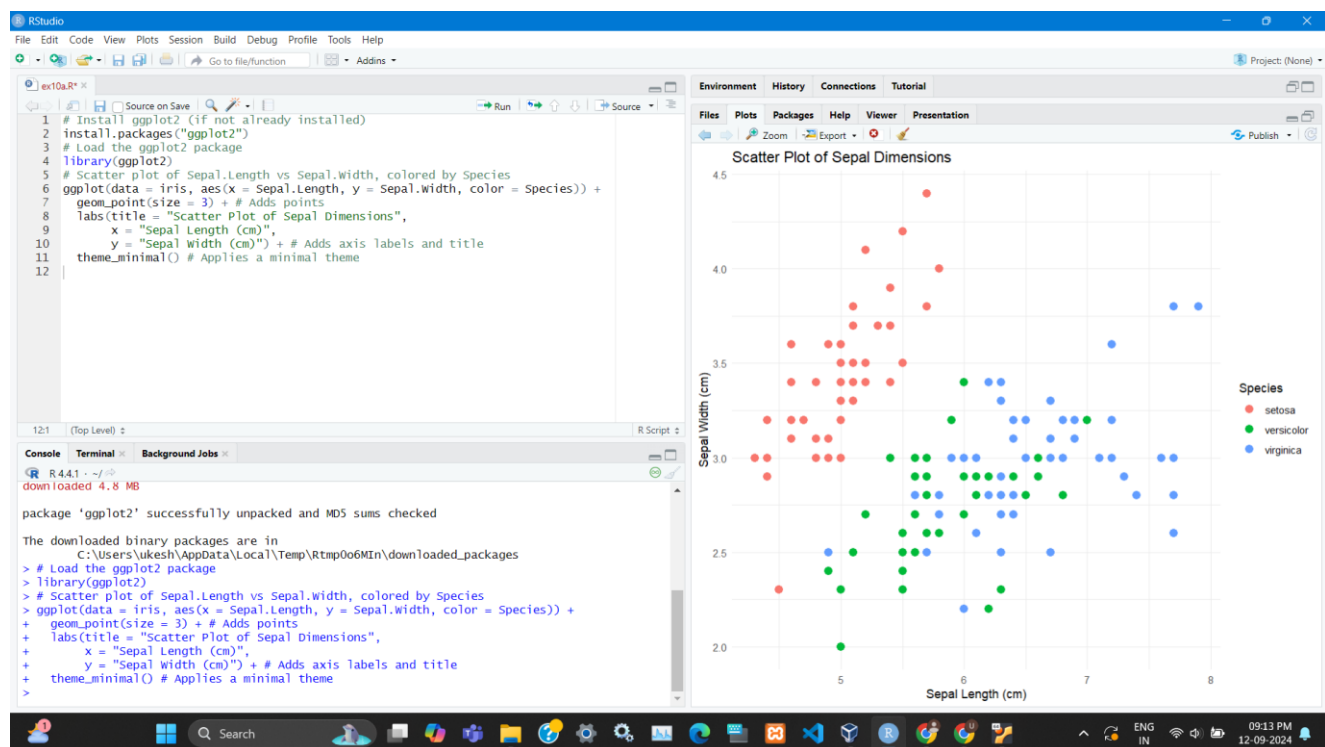 RStudio
File Edit Code View Plots Session Build Debug Profile Tools Help
Go to file/function Addins Project: (None)
ex10a.R*
Source on Save Run Source
1 # Install ggplot2 (if not already installed)
2 install.packages("ggplot2")
3 # Load the ggplot2 package
4 library(ggplot2)
5 # Scatter plot of Sepal.Length vs Sepal.Width, colored by Species
6 ggplot(data = iris, aes(x = Sepal.Length, y = Sepal.Width, color = Species)) +
7   geom_point(size = 3) + # Adds points
8   labs(title = "Scatter Plot of Sepal Dimensions",
9        x = "Sepal Length (cm)",
10        y = "Sepal Width (cm)") + # Adds axis labels and title
11   theme_minimal() # Applies a minimal theme
12
12:1 (Top Level) R Script
Console Terminal Background Jobs
R R 4.4.1 · ~/
downloaded 4.8 MB
package ‘ggplot2’ successfully unpacked and MD5 sums checked
The downloaded binary packages are in
C:\Users\ukesh\AppData\Local\Temp\Rtmp0o6MIn\downloaded_packages
> # Load the ggplot2 package
> library(ggplot2)
> # Scatter plot of Sepal.Length vs Sepal.Width, colored by Species
> ggplot(data = iris, aes(x = Sepal.Length, y = Sepal.Width, color = Species)) +
+   geom_point(size = 3) + # Adds points
+   labs(title = "Scatter Plot of Sepal Dimensions",
+        x = "Sepal Length (cm)",
+        y = "Sepal Width (cm)") + # Adds axis labels and title
+   theme_minimal() # Applies a minimal theme
>
Environment History Connections Tutorial
Files Plots Packages Help Viewer Presentation
Zoom Export Publish
Scatter Plot of Sepal Dimensions
4.5
4.0
3.5
3.0
2.5
2.0
Sepal Width (cm)
5 6 7 8
Sepal Length (cm)
Species
setosa
versicolor
virginica
1
Search
R
U
ENG
IN
09:13 PM
12-09-2024